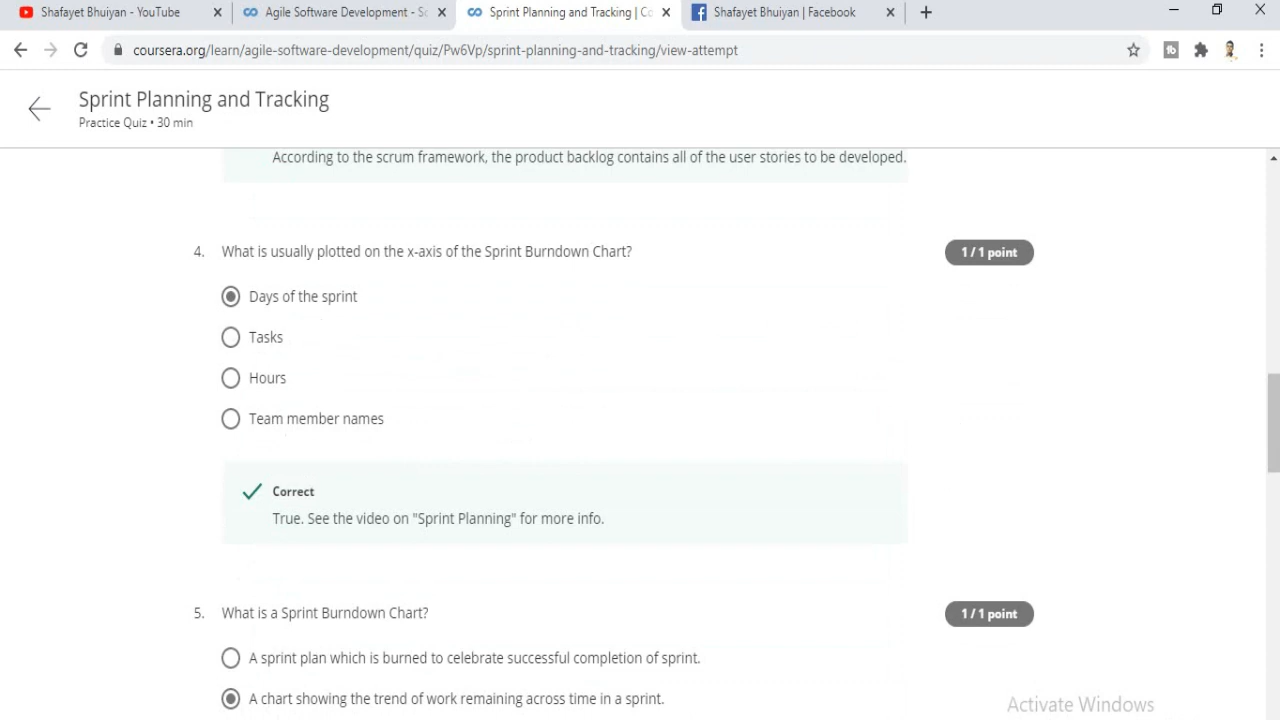 Shafayet Bhuiyan - YouTube
Agile Software Development - Sc
Sprint Planning and Tracking | Co
Shafayet Bhuiyan | Facebook
coursera.org/learn/agile-software-development/quiz/Pw6Vp/sprint-planning-and-tracking/view-attempt
Sprint Planning and Tracking
Practice Quiz • 30 min
According to the scrum framework, the product backlog contains all of the user stories to be developed.
4. What is usually plotted on the x-axis of the Sprint Burndown Chart?
1 / 1 point
Days of the sprint
Tasks
Hours
Team member names
Correct
True. See the video on "Sprint Planning" for more info.
5. What is a Sprint Burndown Chart?
1 / 1 point
A sprint plan which is burned to celebrate successful completion of sprint.
A chart showing the trend of work remaining across time in a sprint.
Activate Windows